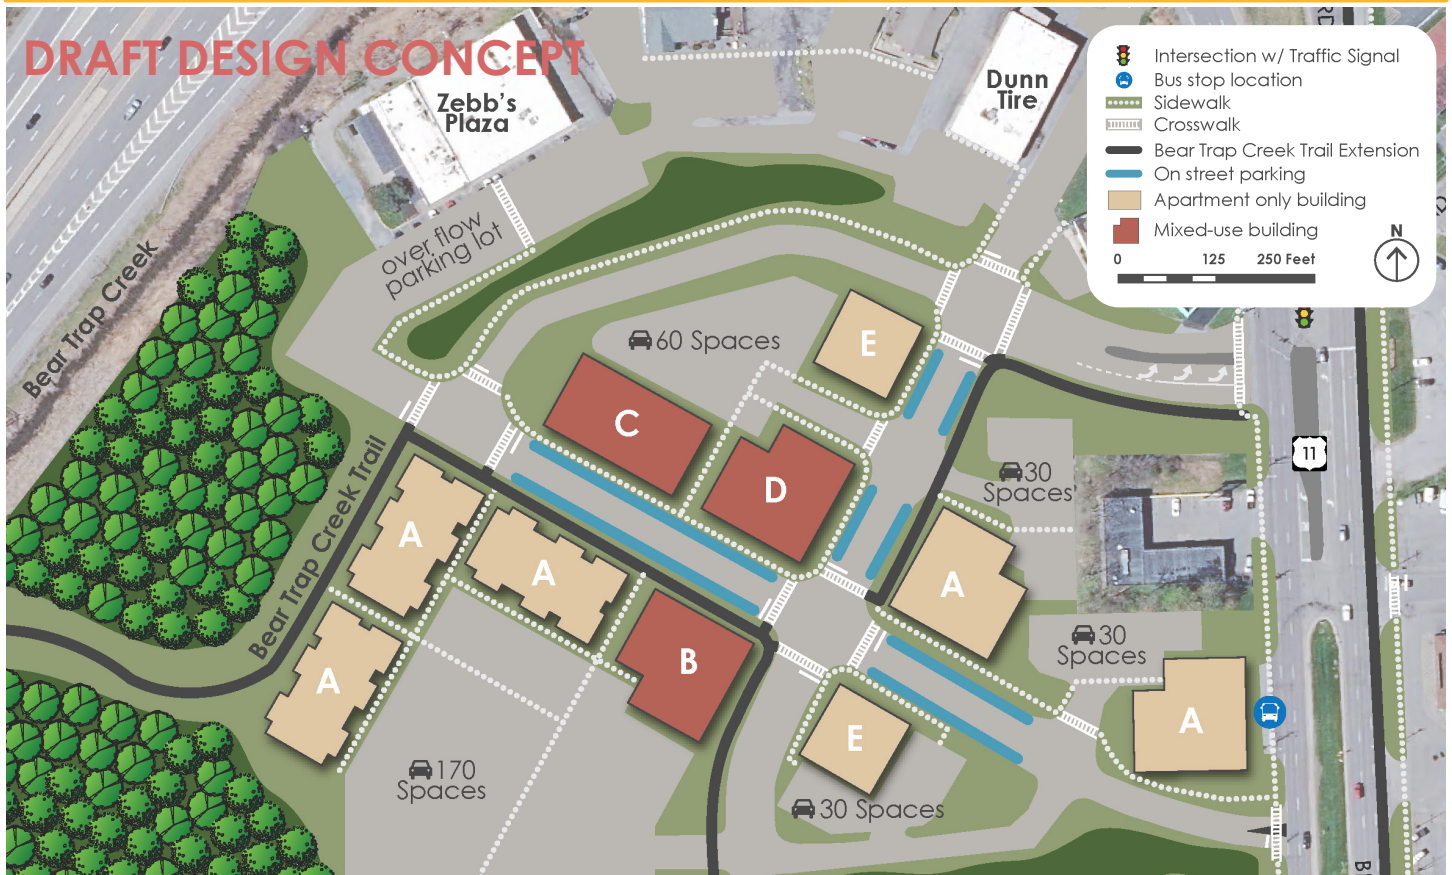 DRAFT DESIGN CONCEPT
Zebb's
Plaza
Dunn
Tire
Intersection w/ Traffic Signal
Bus stop location
Sidewalk
Crosswalk
Bear Trap Creek Trail Extension
On street parking
Apartment only building
Mixed-use building
0 125 250 Feet
N
RD
over flow
parking lot
Bear Trap Creek
60 Spaces
E
C
D
11
30
Spaces
Bear Trap Creek Trail
A
A
A
A
30
Spaces
B
E
A
170
Spaces
30 Spaces